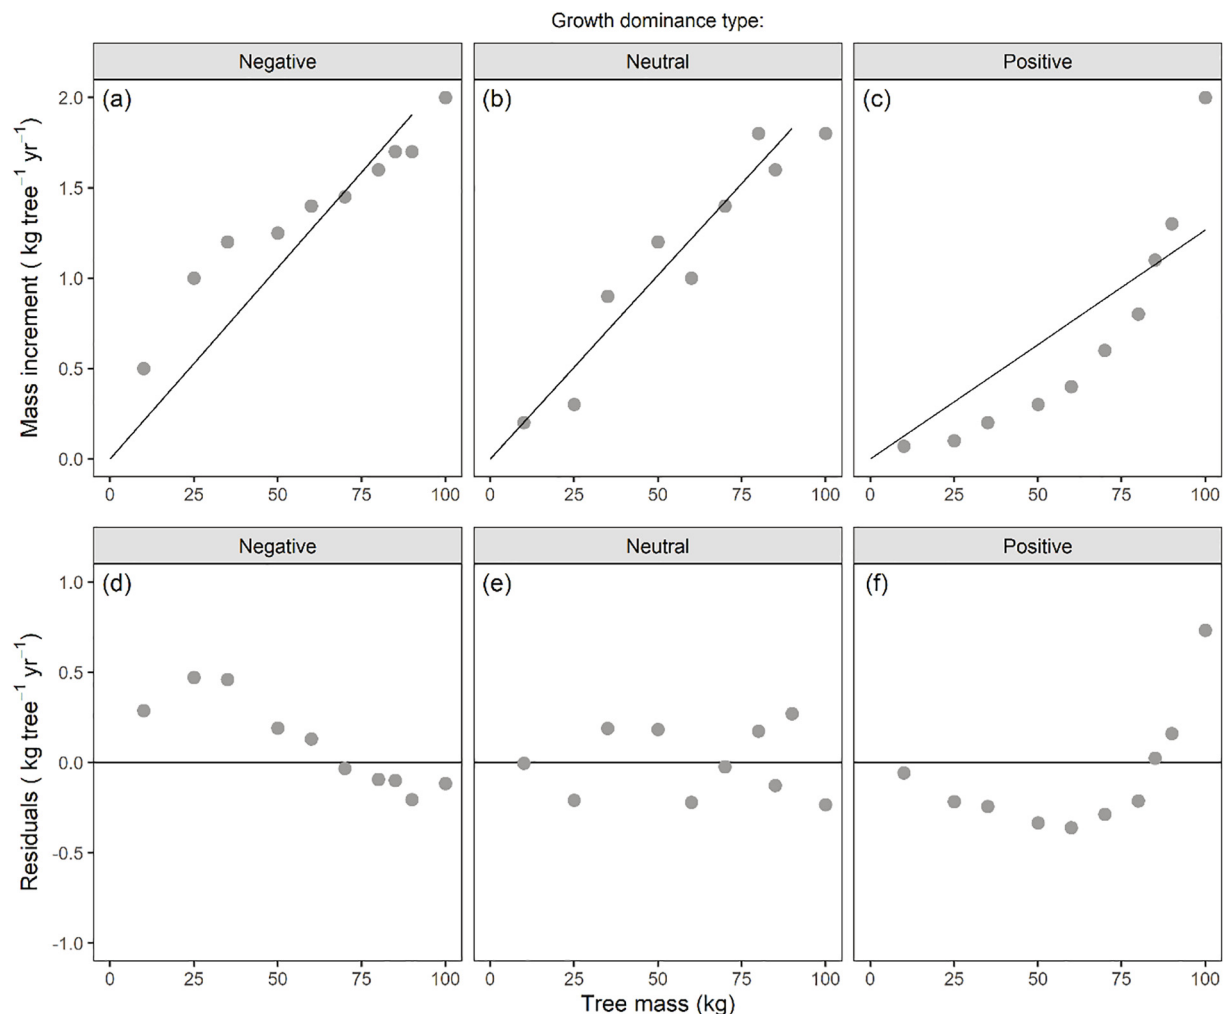 Growth dominance type:
Negative Neutral Positive
(a) (b) (c)
Mass increment ( kg tree⁻¹ yr⁻¹)
2.0
1.5
1.0
0.5
0.0
0 25 50 75 100 0 25 50 75 100 0 25 50 75 100
Negative Neutral Positive
(d) (e) (f)
Residuals ( kg tree⁻¹ yr⁻¹)
1.0
0.5
0.0
-0.5
-1.0
0 25 50 75 100 0 25 50 75 100 0 25 50 75 100
Tree mass (kg)